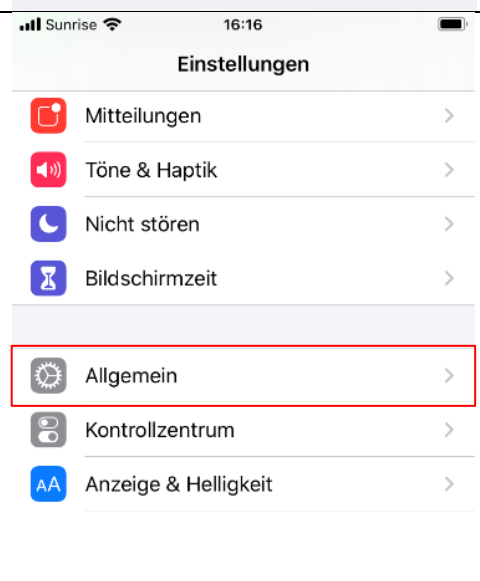 Sunrise 16:16
Einstellungen
Mitteilungen
Töne & Haptik
Nicht stören
Bildschirmzeit
Allgemein
Kontrollzentrum
AA Anzeige & Helligkeit